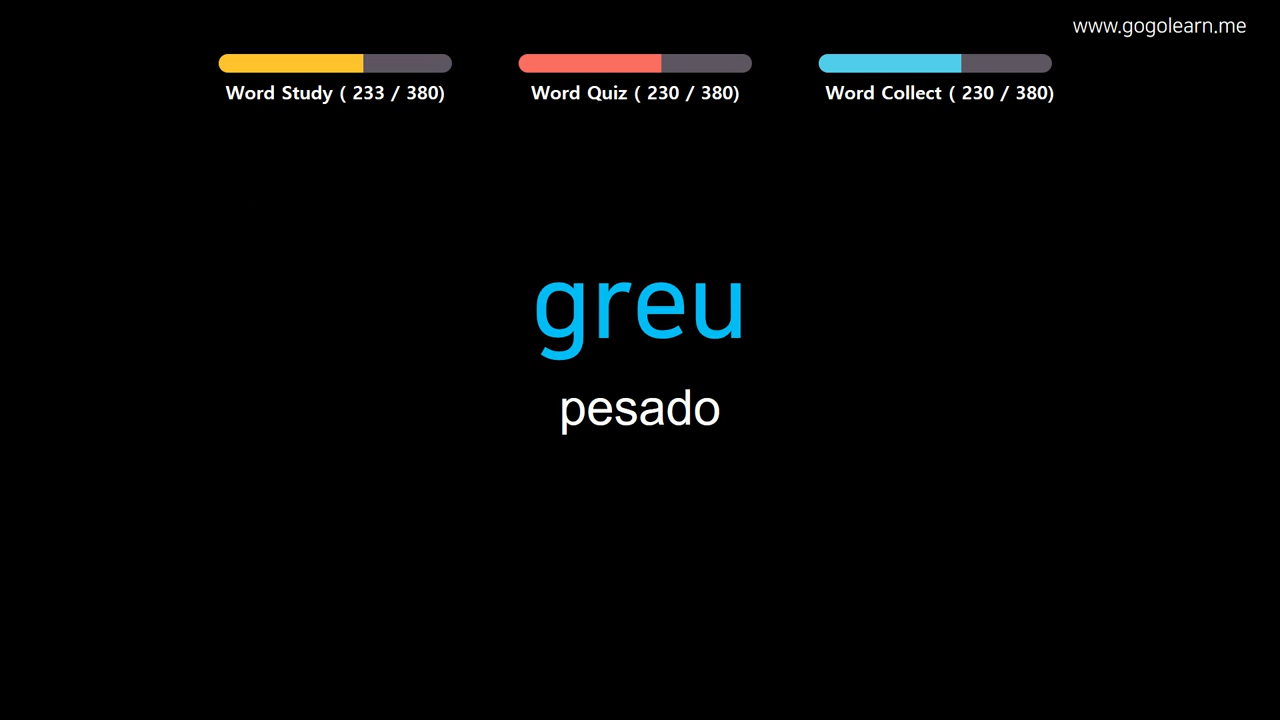 www.gogolearn.me
Word Study ( 233 / 380)
Word Quiz ( 230 / 380)
Word Collect ( 230 / 380)
greu
pesado